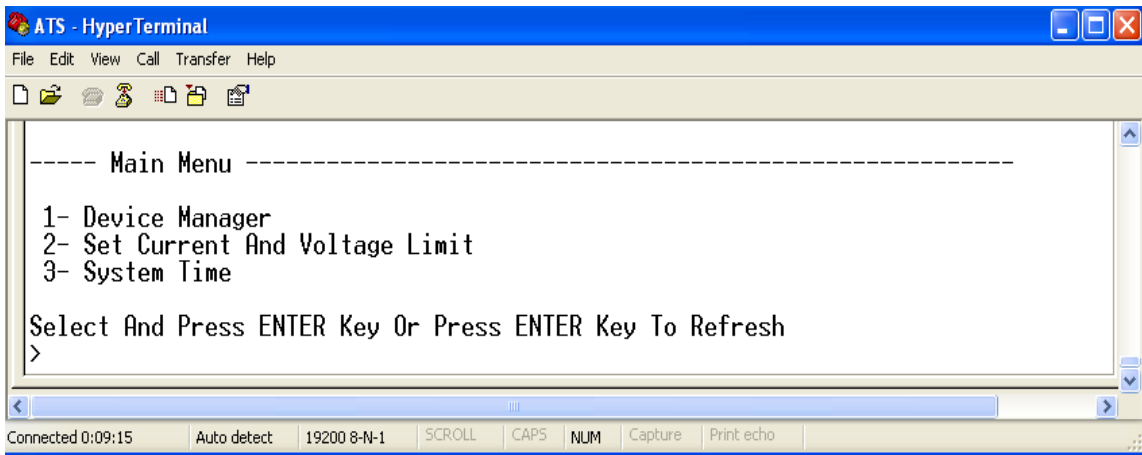 ATS - HyperTerminal
File Edit View Call Transfer Help
----- Main Menu ---------------------------------------------------------
1- Device Manager
2- Set Current And Voltage Limit
3- System Time
Select And Press ENTER Key Or Press ENTER Key To Refresh
>
Connected 0:09:15 Auto detect 19200 8-N-1 SCROLL CAPS NUM Capture Print echo